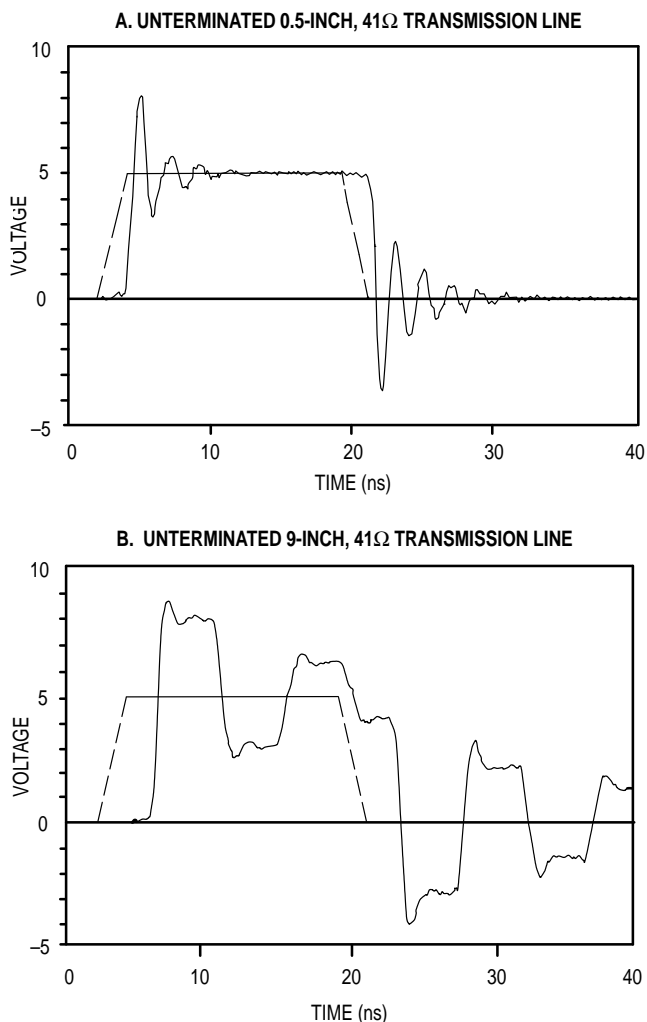 A. UNTERMINATED 0.5-INCH, 41Ω TRANSMISSION LINE
10
5
0
–5
VOLTAGE
0 10 20 30 40
TIME (ns)
B. UNTERMINATED 9-INCH, 41Ω TRANSMISSION LINE
10
5
0
–5
VOLTAGE
0 10 20 30 40
TIME (ns)